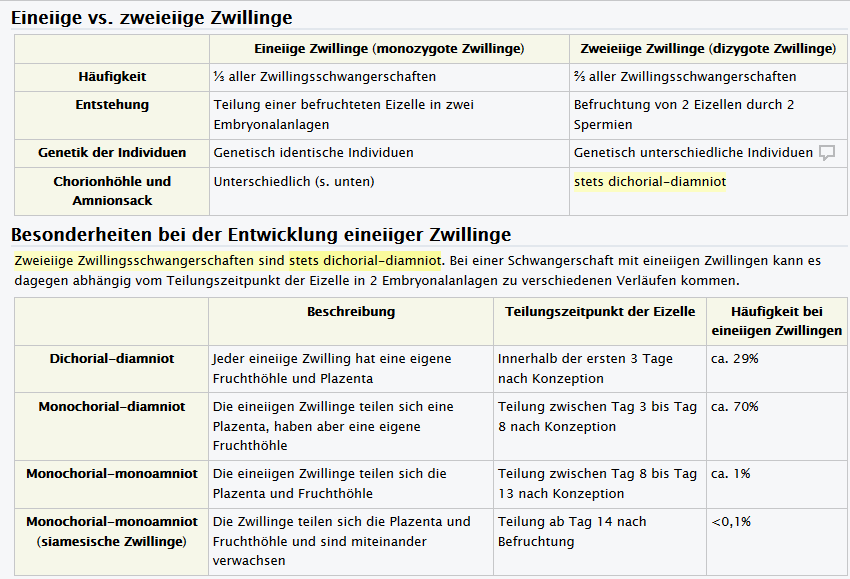 Eineiige vs. zweieiige Zwillinge
Eineiige Zwillinge (monozygote Zwillinge) Zweieiige Zwillinge (dizygote Zwillinge)
Häufigkeit ⅓ aller Zwillingsschwangerschaften ⅔ aller Zwillingsschwangerschaften
Entstehung Teilung einer befruchteten Eizelle in zwei Befruchtung von 2 Eizellen durch 2
Embryonalanlagen Spermien
Genetik der Individuen Genetisch identische Individuen Genetisch unterschiedliche Individuen
Chorionhöhle und Unterschiedlich (s. unten) stets dichorial-diamniot
Amnionsack
Besonderheiten bei der Entwicklung eineiiger Zwillinge
Zweieiige Zwillingsschwangerschaften sind stets dichorial-diamniot. Bei einer Schwangerschaft mit eineiigen Zwillingen kann es
dagegen abhängig vom Teilungszeitpunkt der Eizelle in 2 Embryonalanlagen zu verschiedenen Verläufen kommen.
Beschreibung Teilungszeitpunkt der Eizelle Häufigkeit bei
eineiigen Zwillingen
Dichorial-diamniot Jeder eineiige Zwilling hat eine eigene Innerhalb der ersten 3 Tage ca. 29%
Fruchthöhle und Plazenta nach Konzeption
Monochorial-diamniot Die eineiigen Zwillinge teilen sich eine Teilung zwischen Tag 3 bis Tag ca. 70%
Plazenta, haben aber eine eigene 8 nach Konzeption
Fruchthöhle
Monochorial-monoamniot Die eineiigen Zwillinge teilen sich die Teilung zwischen Tag 8 bis Tag ca. 1%
Plazenta und Fruchthöhle 13 nach Konzeption
Monochorial-monoamniot Die Zwillinge teilen sich die Plazenta und Teilung ab Tag 14 nach <0,1%
(siamesische Zwillinge) Fruchthöhle und sind miteinander Befruchtung
verwachsen